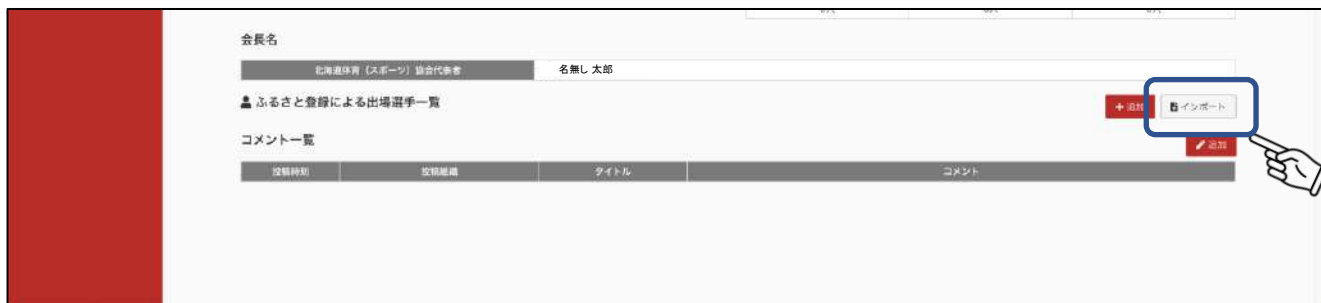 会長名
北海道体育（スポーツ）協会代表者 名無し 太郎
ふるさと登録による出場選手一覧 + 追加 インポート
コメント一覧 追加
投稿時刻 投稿組織 タイトル コメント